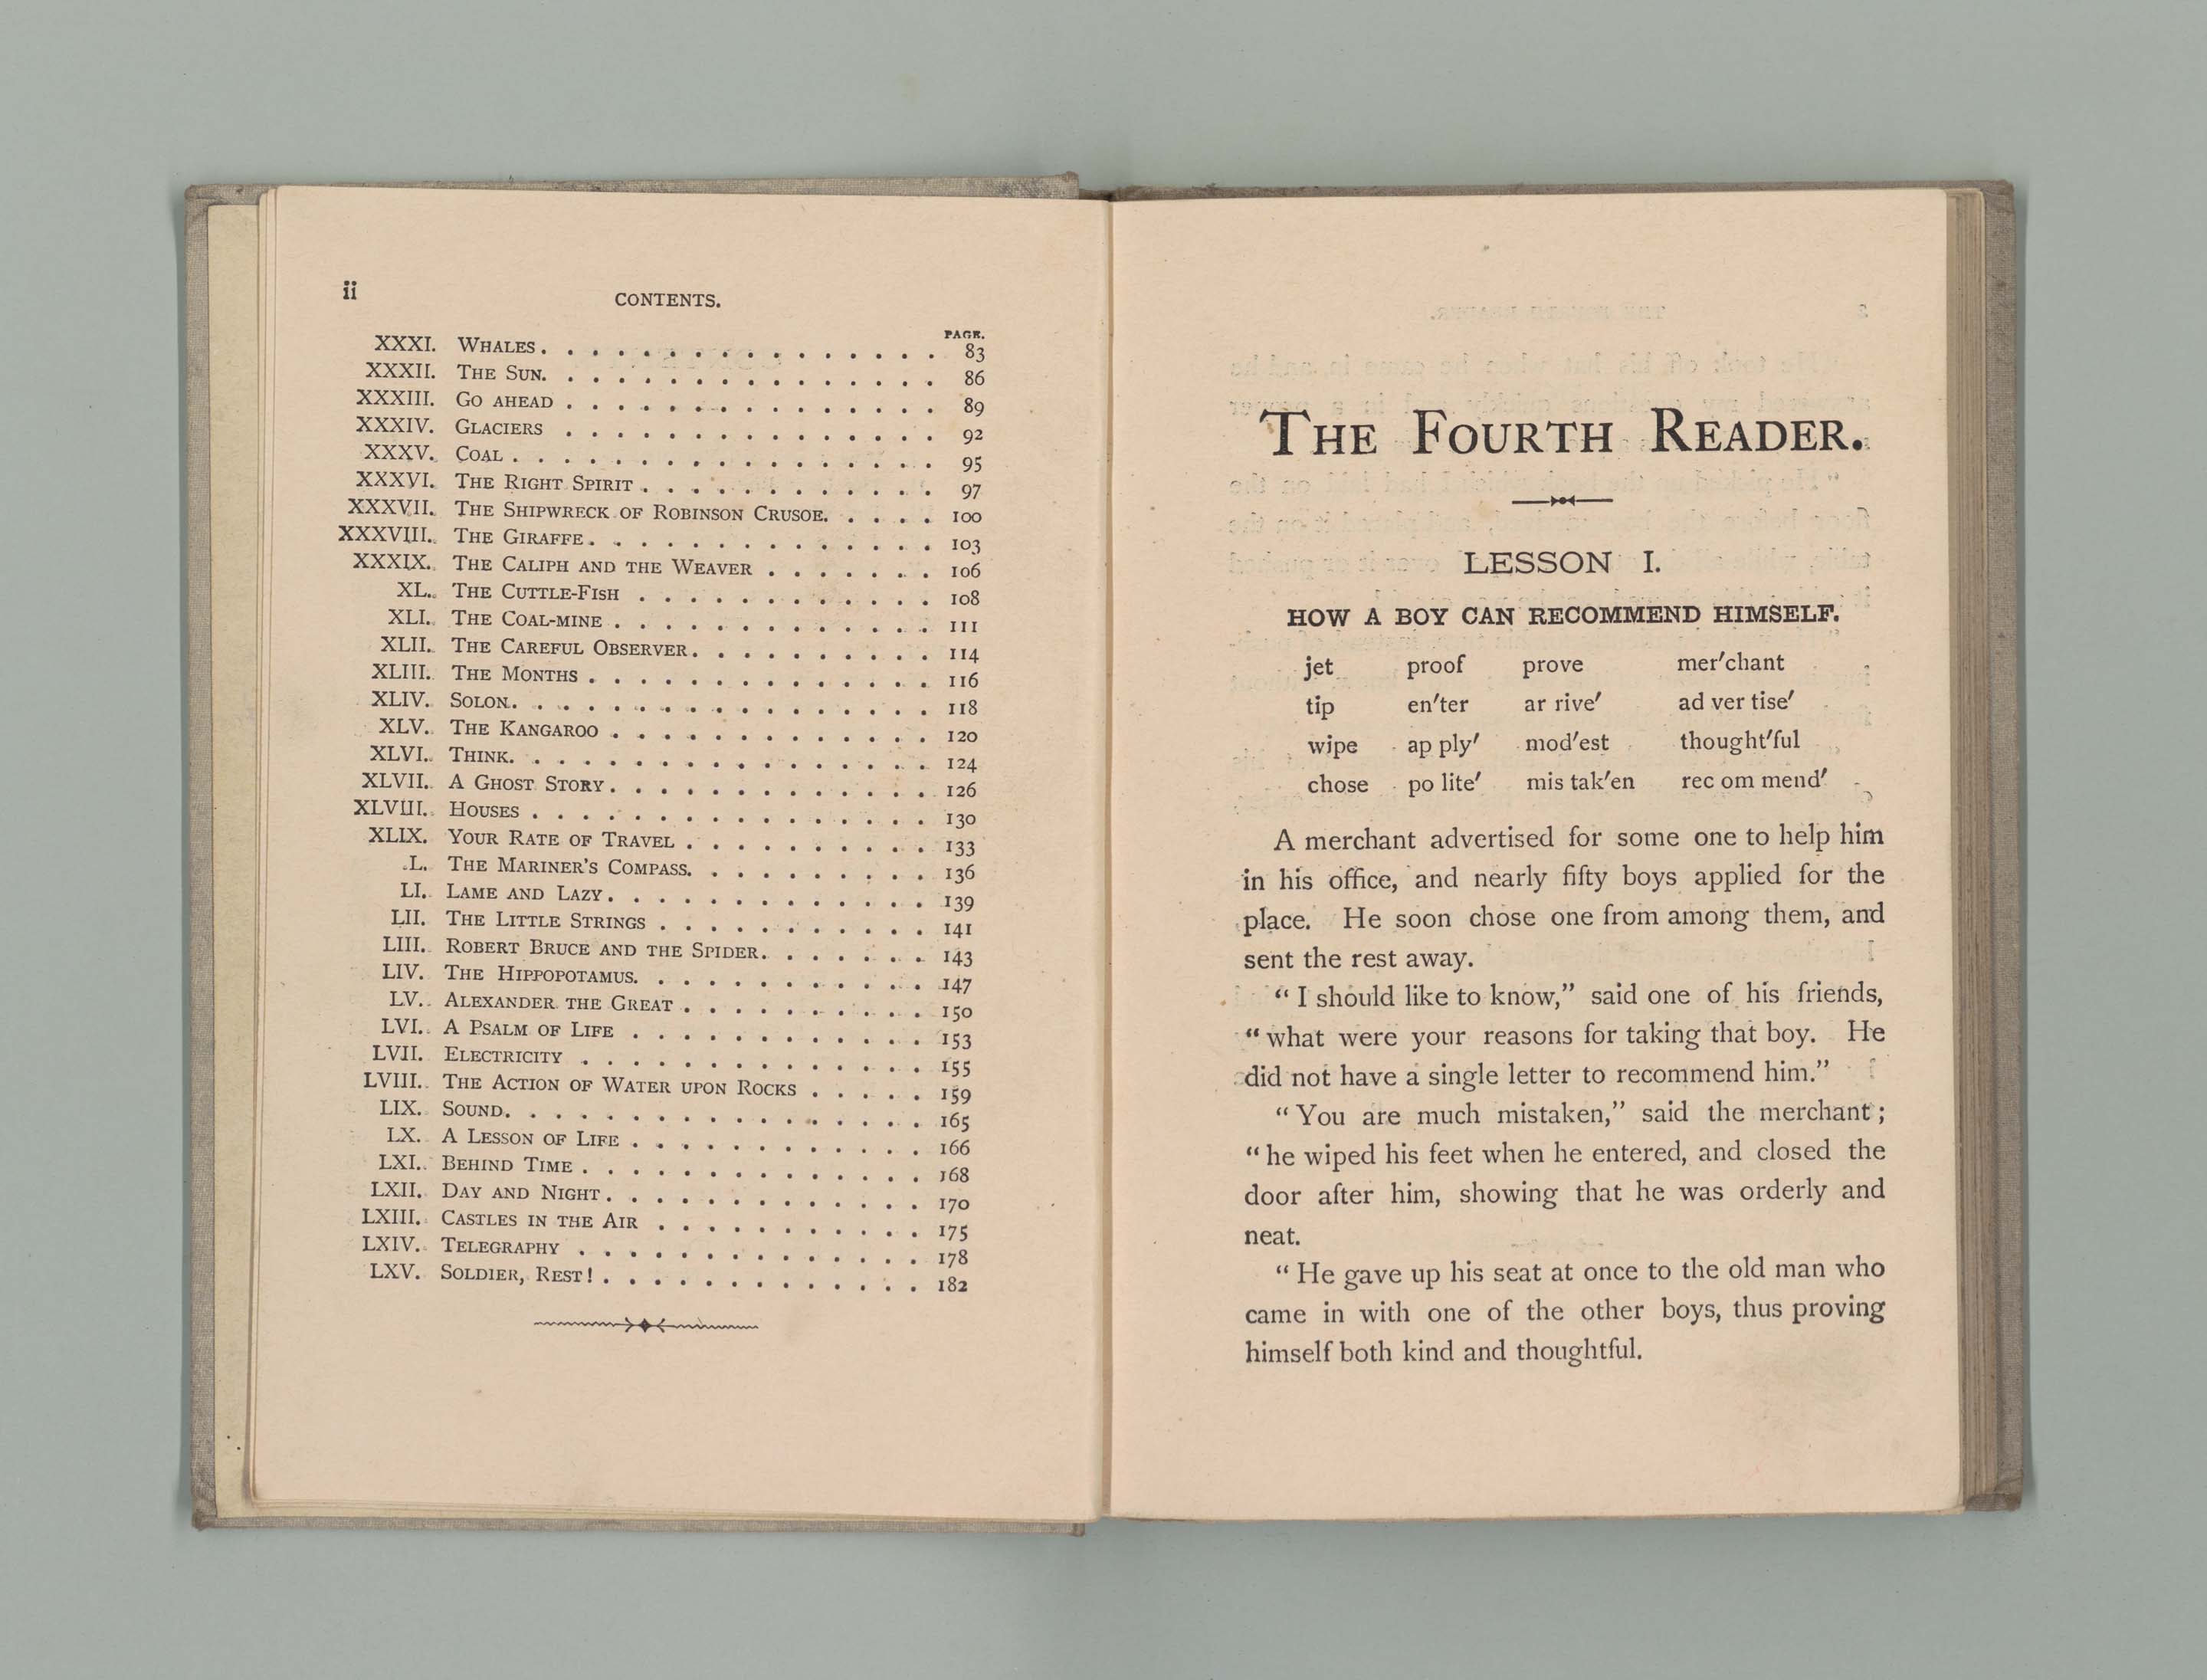 ii
CONTENTS.
PAGE.
XXXI. WHALES. . . . . . . . . . . . . . . . 83
XXXII. THE SUN. . . . . . . . . . . . . . . . 86
XXXIII. GO AHEAD . . . . . . . . . . . . . . . 89
XXXIV. GLACIERS . . . . . . . . . . . . . . . 92
XXXV. COAL . . . . . . . . . . . . . . . . . 95
XXXVI. THE RIGHT SPIRIT . . . . . . . . . . . . 97
XXXVII. THE SHIPWRECK OF ROBINSON CRUSOE. . . . . 100
XXXVIII. THE GIRAFFE. . . . . . . . . . . . . . 103
XXXIX. THE CALIPH AND THE WEAVER . . . . . . . 106
XL. THE CUTTLE-FISH . . . . . . . . . . . . 108
XLI. THE COAL-MINE . . . . . . . . . . . . . 111
XLII. THE CAREFUL OBSERVER. . . . . . . . . . 114
XLIII. THE MONTHS . . . . . . . . . . . . . . 116
XLIV. SOLON. . . . . . . . . . . . . . . . . 118
XLV. THE KANGAROO . . . . . . . . . . . . . 120
XLVI. THINK. . . . . . . . . . . . . . . . . 124
XLVII. A GHOST STORY. . . . . . . . . . . . . 126
XLVIII. HOUSES . . . . . . . . . . . . . . . . 130
XLIX. YOUR RATE OF TRAVEL . . . . . . . . . . 133
L. THE MARINER'S COMPASS. . . . . . . . . . 136
LI. LAME AND LAZY. . . . . . . . . . . . . 139
LII. THE LITTLE STRINGS . . . . . . . . . . . 141
LIII. ROBERT BRUCE AND THE SPIDER. . . . . . . 143
LIV. THE HIPPOPOTAMUS. . . . . . . . . . . . 147
LV. ALEXANDER THE GREAT . . . . . . . . . . 150
LVI. A PSALM OF LIFE . . . . . . . . . . . . 153
LVII. ELECTRICITY . . . . . . . . . . . . . . 155
LVIII. THE ACTION OF WATER UPON ROCKS . . . . . 159
LIX. SOUND. . . . . . . . . . . . . . . . . 165
LX. A LESSON OF LIFE . . . . . . . . . . . . 166
LXI. BEHIND TIME . . . . . . . . . . . . . . 168
LXII. DAY AND NIGHT. . . . . . . . . . . . . 170
LXIII. CASTLES IN THE AIR . . . . . . . . . . . 175
LXIV. TELEGRAPHY . . . . . . . . . . . . . . 178
LXV. SOLDIER, REST! . . . . . . . . . . . . . 182
THE FOURTH READER.
LESSON I.
HOW A BOY CAN RECOMMEND HIMSELF.
jet proof prove mer′chant
tip en′ter ar rive′ ad ver tise′
wipe ap ply′ mod′est thought′ful
chose po lite′ mis tak′en rec om mend′
A merchant advertised for some one to help him
in his office, and nearly fifty boys applied for the
place. He soon chose one from among them, and
sent the rest away.
“I should like to know,” said one of his friends,
“what were your reasons for taking that boy. He
did not have a single letter to recommend him.”
“You are much mistaken,” said the merchant;
“he wiped his feet when he entered, and closed the
door after him, showing that he was orderly and
neat.
“He gave up his seat at once to the old man who
came in with one of the other boys, thus proving
himself both kind and thoughtful.